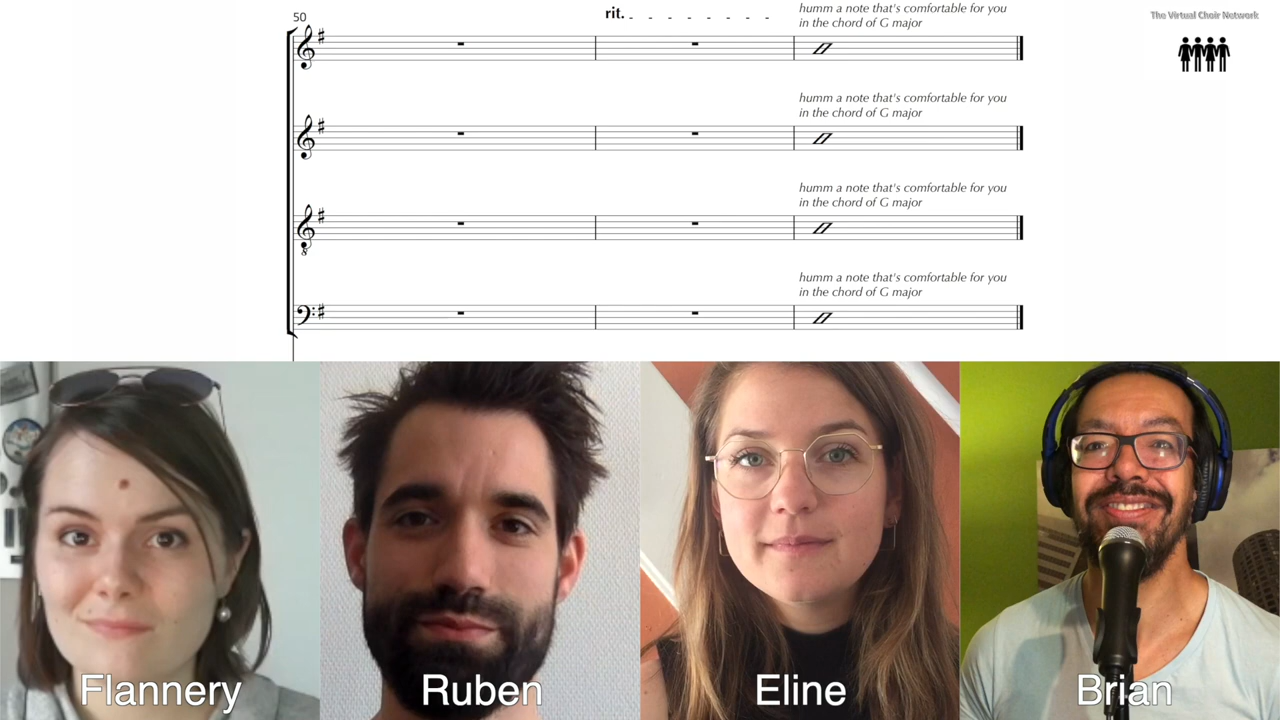 The Virtual Choir Network
50
rit.
humm a note that's comfortable for you
in the chord of G major
humm a note that's comfortable for you
in the chord of G major
humm a note that's comfortable for you
in the chord of G major
8
humm a note that's comfortable for you
in the chord of G major
Flannery
Ruben
Eline
Brian